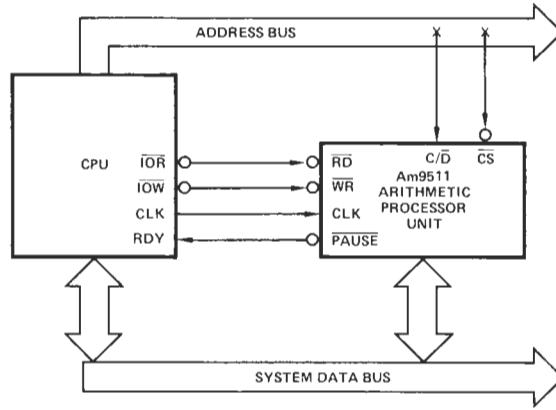 ADDRESS BUS
CPU
IOR
IOW
CLK
RDY
RD
WR
CLK
PAUSE
C/D
CS
Am9511
ARITHMETIC
PROCESSOR
UNIT
SYSTEM DATA BUS